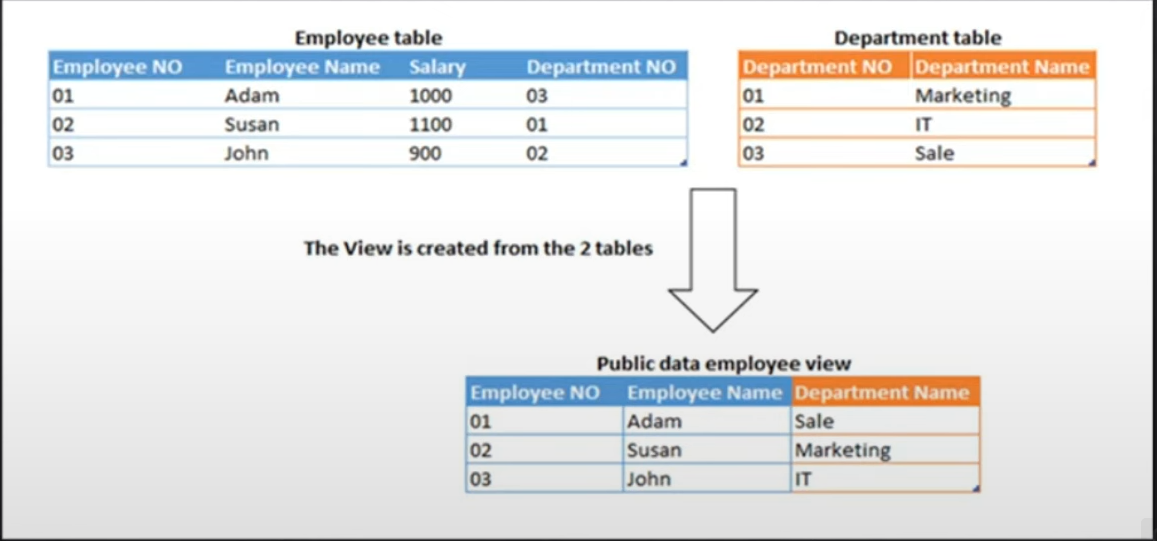 Employee table
Employee NO Employee Name Salary Department NO
01 Adam 1000 03
02 Susan 1100 01
03 John 900 02
Department table
Department NO Department Name
01 Marketing
02 IT
03 Sale
The View is created from the 2 tables
Public data employee view
Employee NO Employee Name Department Name
01 Adam Sale
02 Susan Marketing
03 John IT